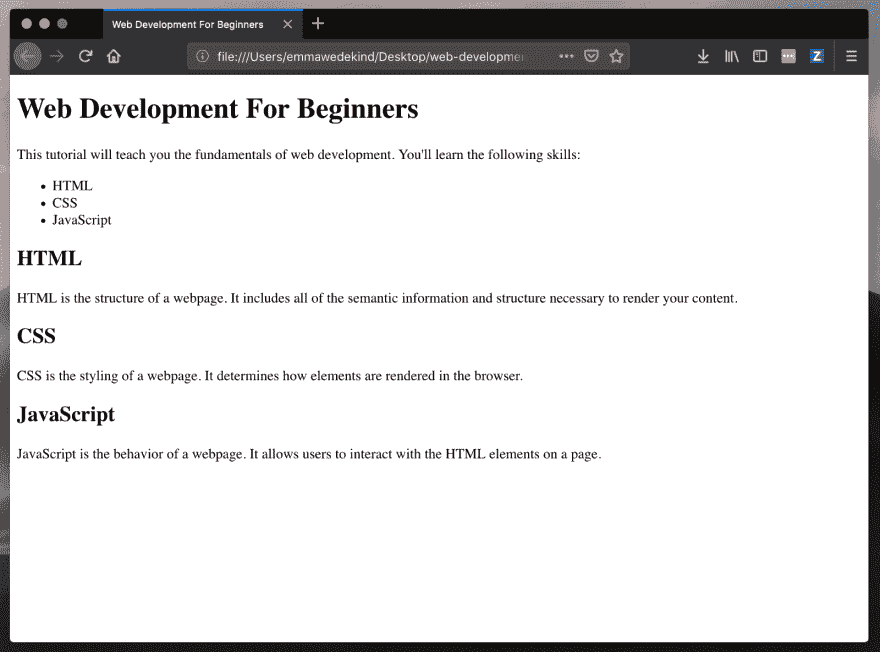 Web Development For Beginners
file:///Users/emmawedekind/Desktop/web-developme
Web Development For Beginners
This tutorial will teach you the fundamentals of web development. You'll learn the following skills:
HTML
CSS
JavaScript
HTML
HTML is the structure of a webpage. It includes all of the semantic information and structure necessary to render your content.
CSS
CSS is the styling of a webpage. It determines how elements are rendered in the browser.
JavaScript
JavaScript is the behavior of a webpage. It allows users to interact with the HTML elements on a page.